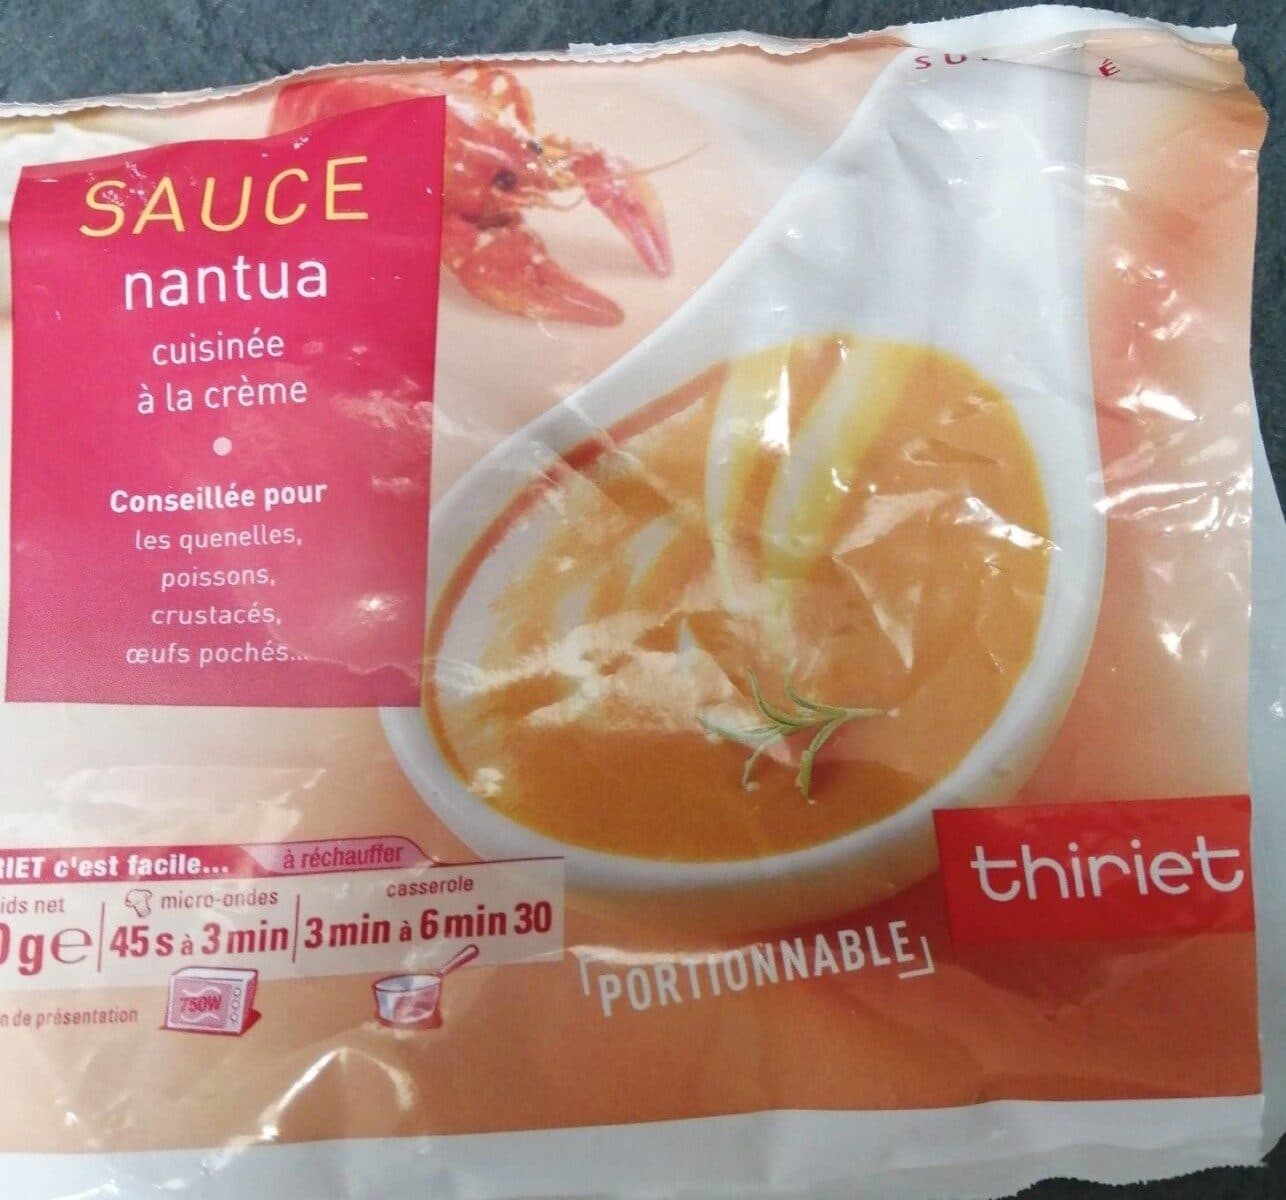 SAUCE
nantua
cuisinée
à la crème
Conseillée pour
les quenelles,
poissons,
crustacés,
œufs pochés...
c'est facile...
à réchauffer
net
micro-ondes
casserole
g e
45 s à 3 min
3 min à 6 min 30
750W
de présentation
PORTIONNABLE
thiriet